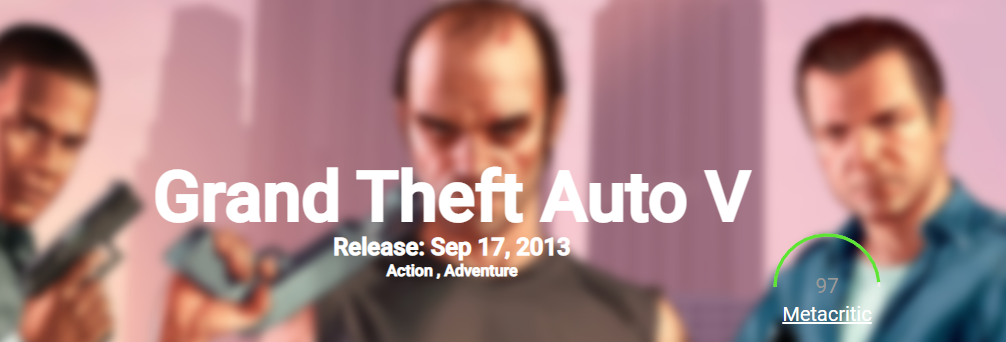 Grand Theft Auto V
Release: Sep 17, 2013
Action , Adventure
97
Metacritic